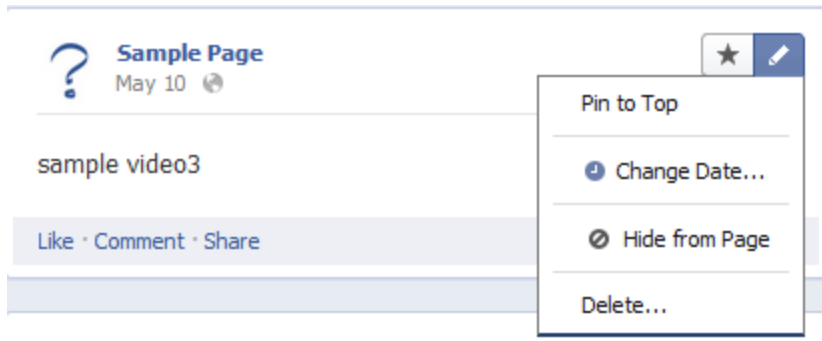 Sample Page
May 10
Pin to Top
sample video3
Change Date...
Like · Comment · Share
Hide from Page
Delete...